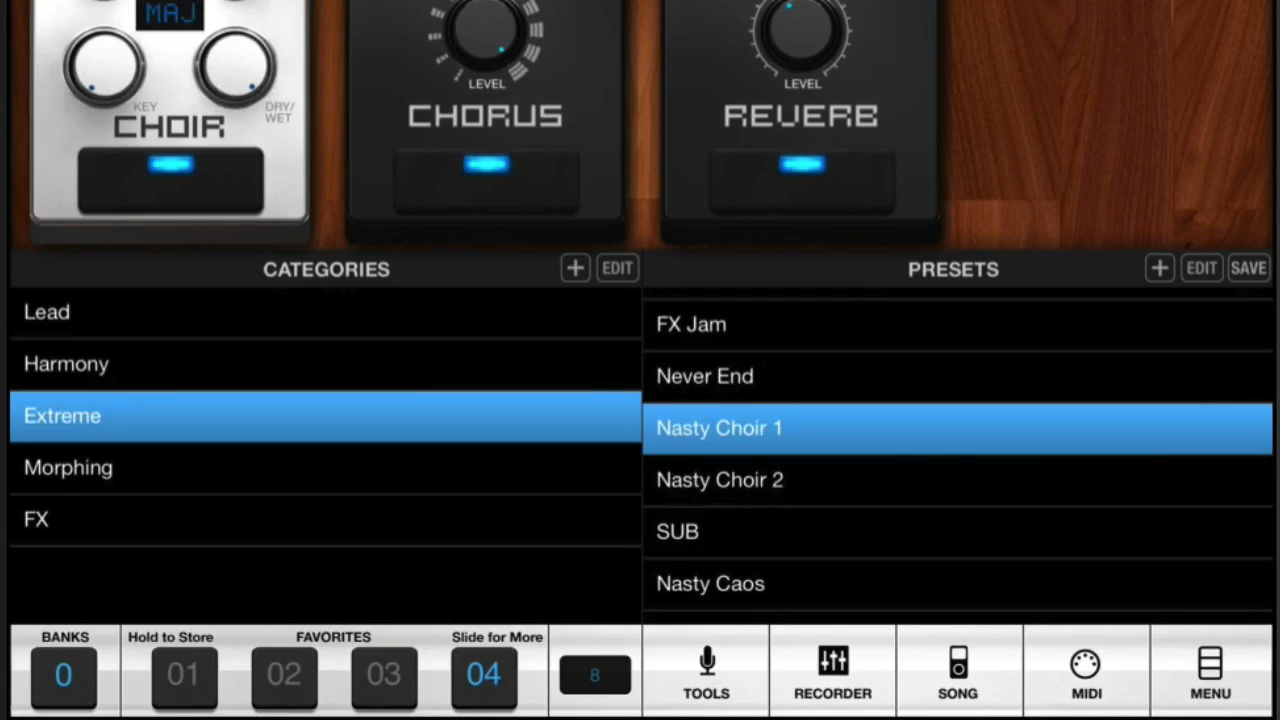 MAJ
KEY
DRY/
WET
CHOIR
LEVEL
CHORUS
LEVEL
REVERB
CATEGORIES
+
EDIT
PRESETS
+
EDIT
SAVE
Lead
Harmony
Extreme
Morphing
FX
FX Jam
Never End
Nasty Choir 1
Nasty Choir 2
SUB
Nasty Caos
BANKS
Hold to Store
FAVORITES
Slide for More
0
01
02
03
04
8
TOOLS
RECORDER
SONG
MIDI
MENU